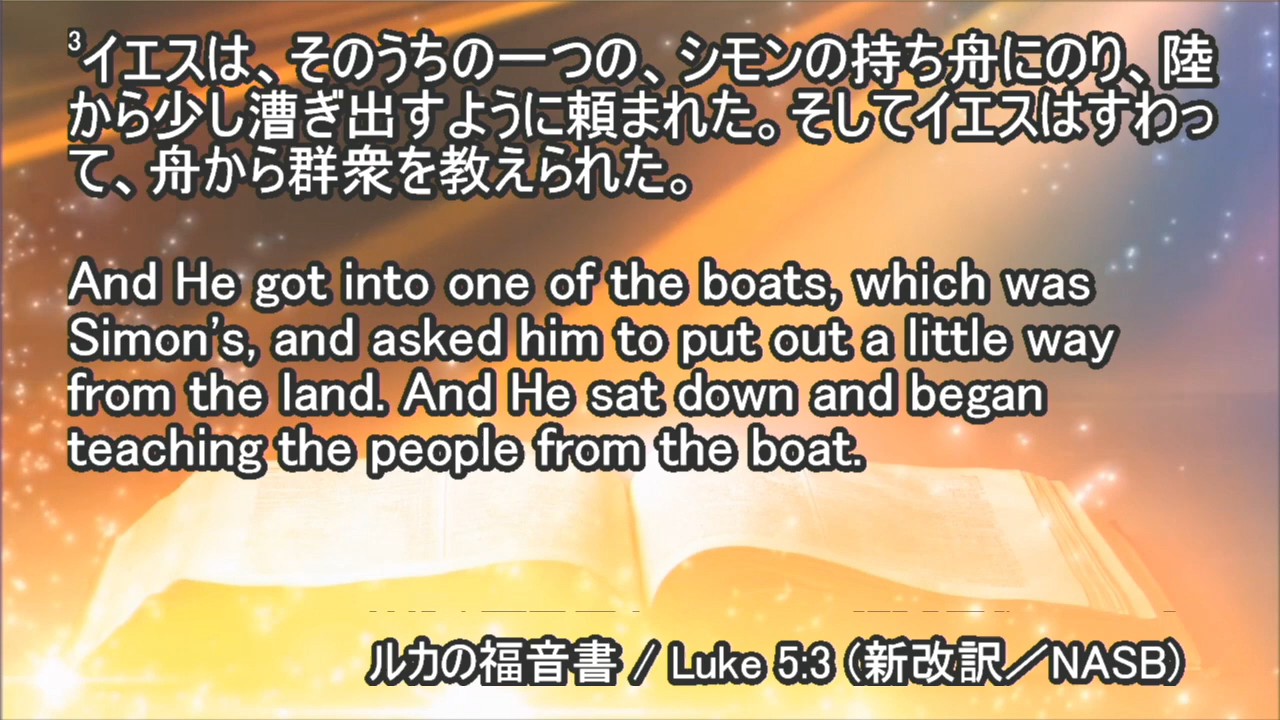 3イエスは、そのうちの一つの、シモンの持ち舟にのり、陸
から少し漕ぎ出すように頼まれた。そしてイエスはすわっ
て、舟から群衆を教えられた。
And He got into one of the boats, which was
Simon's, and asked him to put out a little way
from the land. And He sat down and began
teaching the people from the boat.
ルカの福音書 / Luke 5:3 (新改訳／NASB)